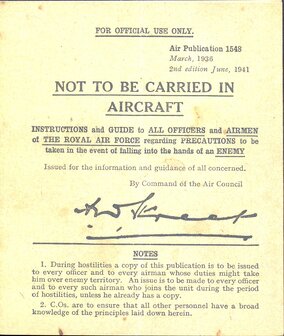 FOR OFFICIAL USE ONLY.
Air Publication 1548
March, 1936
2nd edition June, 1941
NOT TO BE CARRIED IN
AIRCRAFT
INSTRUCTIONS and GUIDE to ALL OFFICERS and AIRMEN
of THE ROYAL AIR FORCE regarding PRECAUTIONS to be
taken in the event of falling into the hands of an ENEMY
Issued for the information and guidance of all concerned.
By Command of the Air Council
NOTES
1. During hostilities a copy of this publication is to be issued
to every officer and to every airman whose duties might take
him over enemy territory. An issue is to be made to every officer
and to every such airman who joins the unit during the period
of hostilities, unless he already has a copy.
2. C.Os. are to ensure that all other personnel have a broad
knowledge of the principles laid down herein.